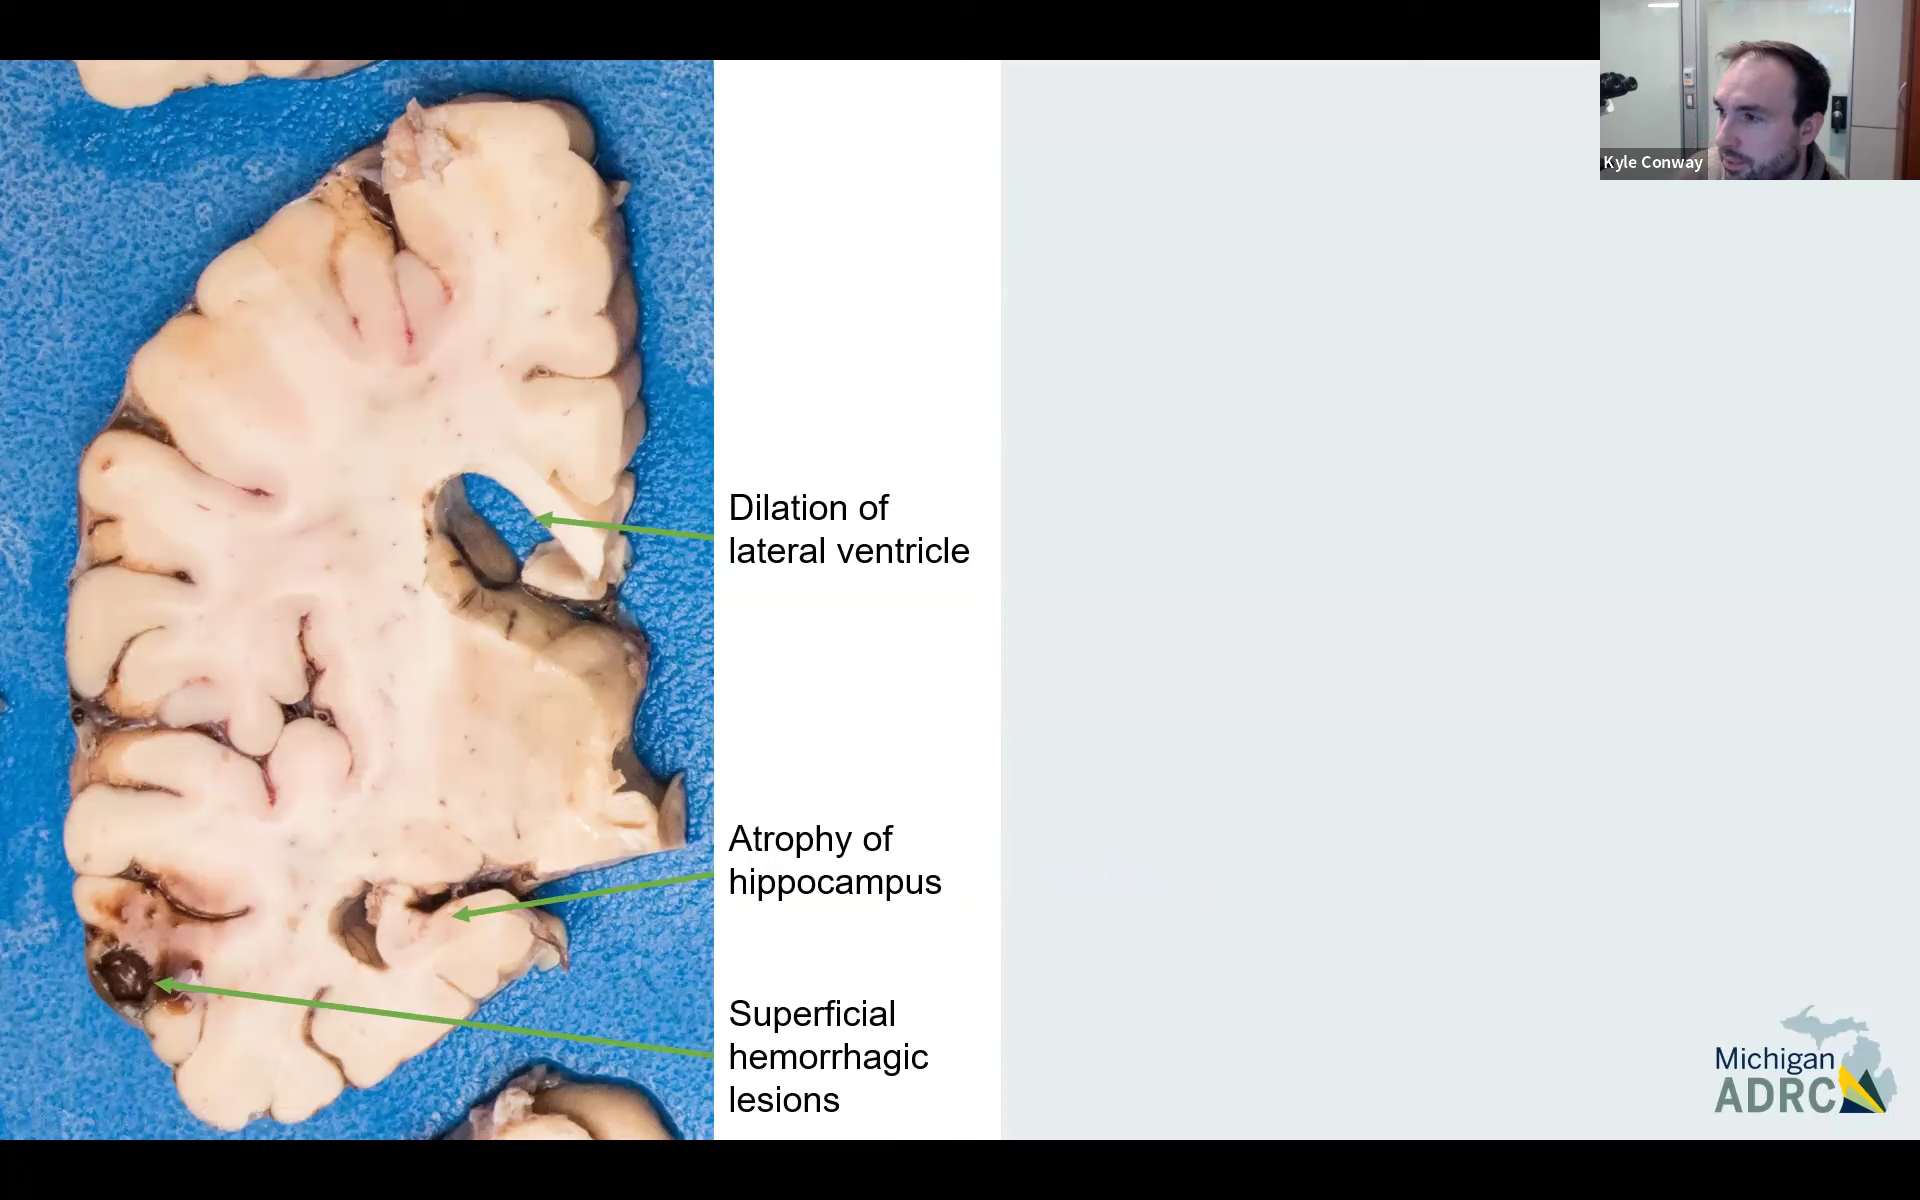 Kyle Conway
Dilation of
lateral ventricle
Atrophy of
hippocampus
Superficial
hemorrhagic
lesions
Michigan
ADRC